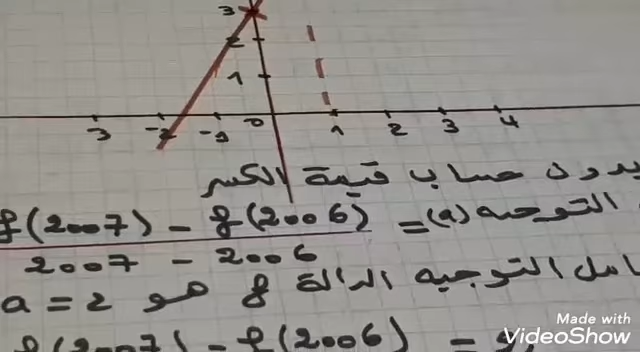 3
2
1
3 -2 -1 0 1 2 3 4
بدون حساب قيمة الكسر
f(2007) - f(2006) = (a) التوجيه
2007 - 2006
امل التوجيه الدالة f هو a = 2
f(2007) - f(2006) =
Made with
VideoShow